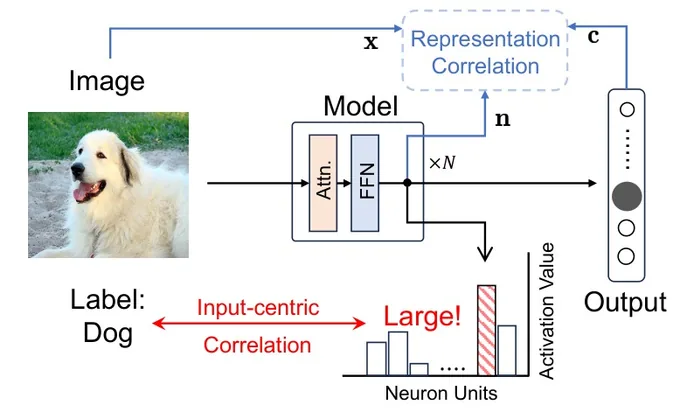 x
c
Representation
Correlation
Image
Model
n
Attn.
FFN
×N
Label:
Dog
Input-centric
Correlation
Large!
....
Activation Value
Output
Neuron Units